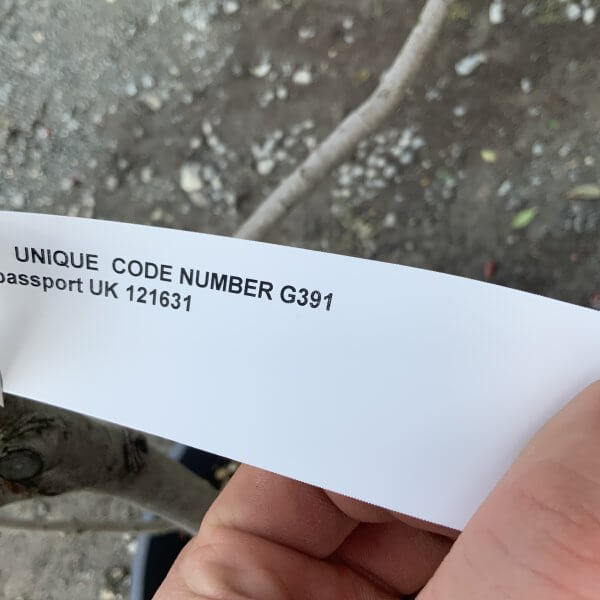 UNIQUE CODE NUMBER G391
passport UK 121631